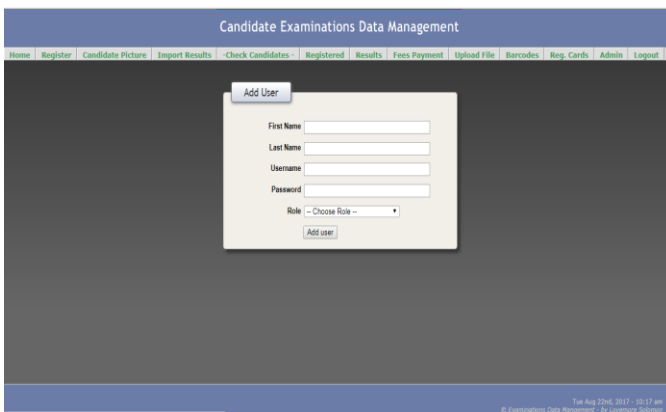 Candidate Examinations Data Management
Home Register Candidate Picture Import Results -Check Candidates - Registered Results Fees Payment Upload File Barcodes Reg. Cards Admin Logout
Add User
First Name
Last Name
Username
Password
Role -- Choose Role --
Add user
Tue Aug 22nd, 2017 - 10:17 am
© Examinations Data Management - by Lovemore Solomon